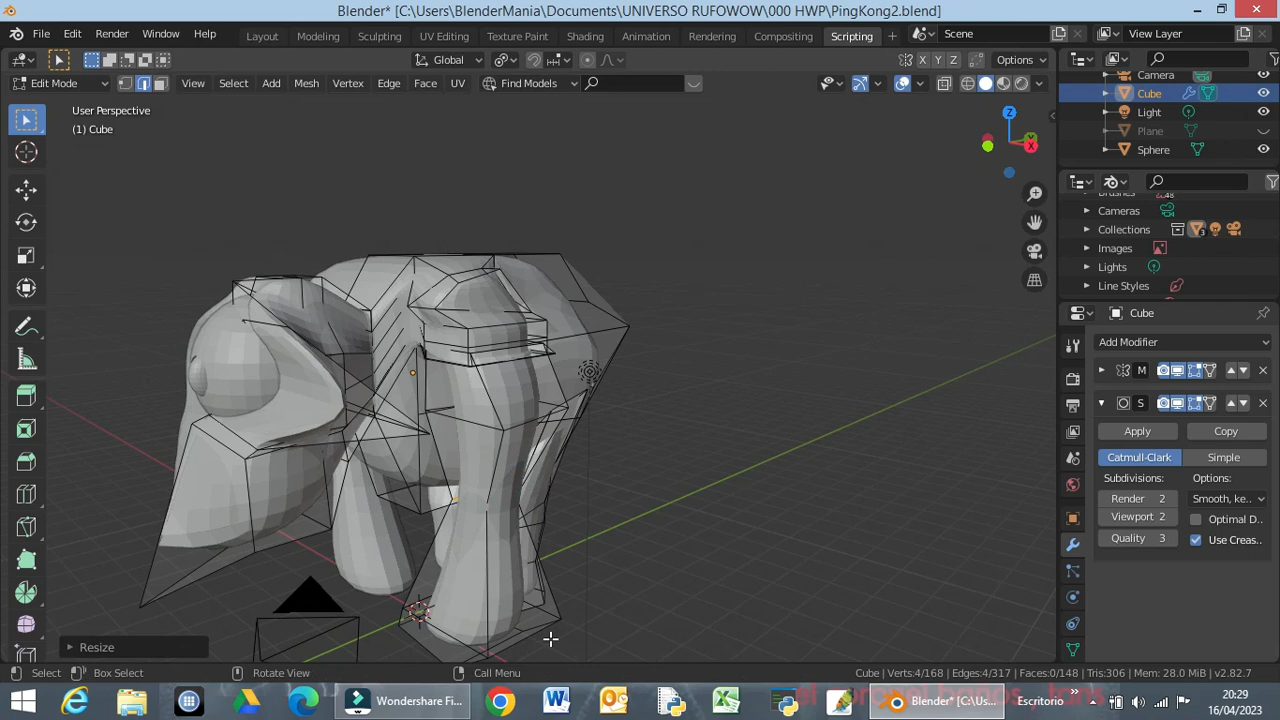 Blender* [C:\Users\BlenderMania\Documents\UNIVERSO RUFOWOW\000 HWP\PingKong2.blend]
File Edit Render Window Help Layout Modeling Sculpting UV Editing Texture Paint Shading Animation Rendering Compositing Scripting Scene View Layer
Global X Y Z Options
Edit Mode View Select Add Mesh Vertex Edge Face UV Find Models
User Perspective
(1) Cube
Z
X
Camera
Cube
Light
Plane
Sphere
Cameras
Collections
Images
Lights
Line Styles
Cube
Add Modifier
M
S
Apply Copy
Catmull-Clark Simple
Subdivisions: Options:
Render 2 Smooth, ke..
Viewport 2 Optimal D..
Quality 3 Use Creas..
Resize
Select Box Select Rotate View Call Menu Cube | Verts:4/168 | Edges:4/317 | Faces:0/148 | Tris:306 | Mem: 28.0 MiB | v2.82.7
Wondershare Fi... Blender* [C:\Us... Escritorio
20:29
16/04/2023